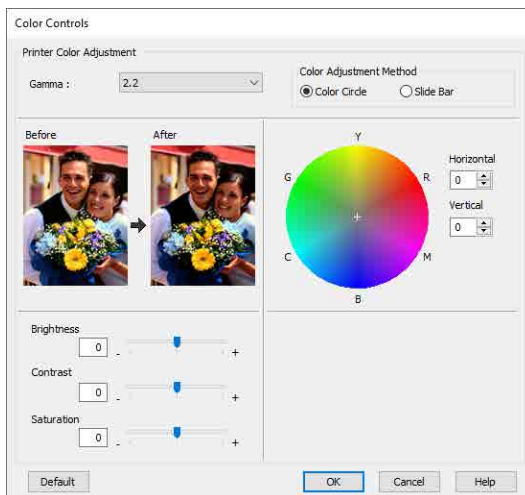 Color Controls
Printer Color Adjustment
Gamma :
2.2
Color Adjustment Method
Color Circle
Slide Bar
Before
After
Y
G
R
C
M
B
Horizontal
0
Vertical
0
Brightness
0
-
+
Contrast
0
-
+
Saturation
0
-
+
Default
OK
Cancel
Help